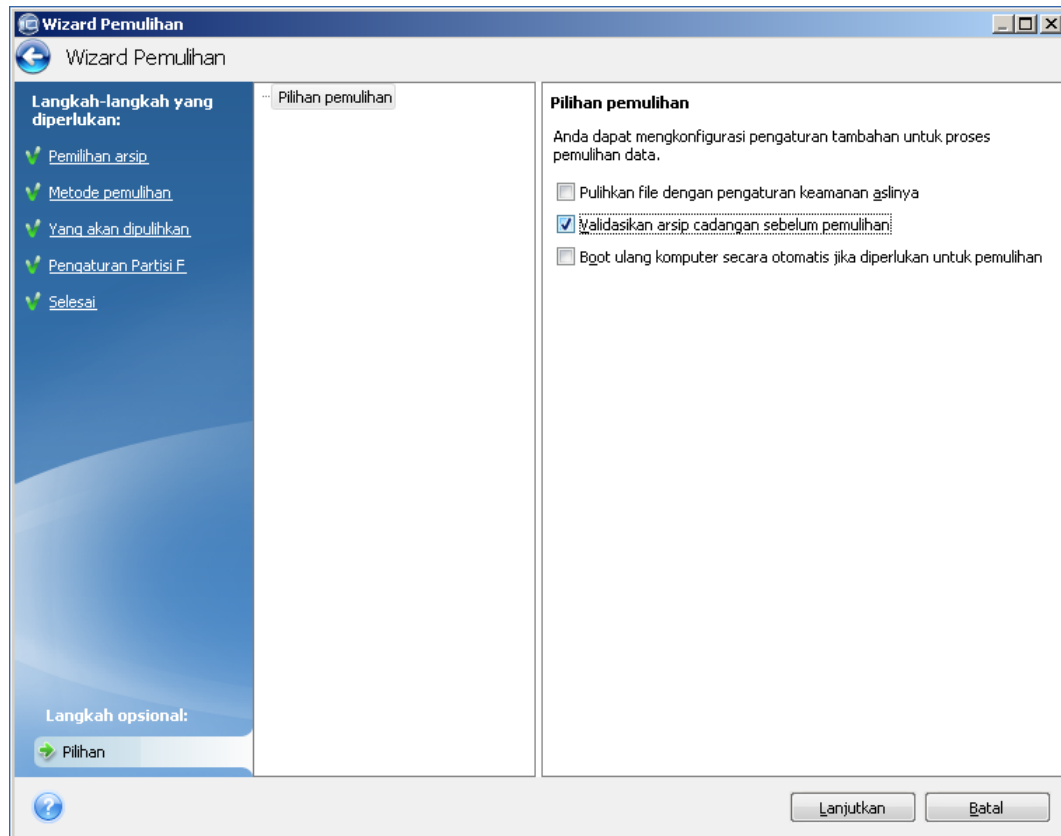 Wizard Pemulihan
Wizard Pemulihan
Langkah-langkah yang
diperlukan:
Pemilihan arsip
Metode pemulihan
Yang akan dipulihkan
Pengaturan Partisi F
Selesai
Langkah opsional:
Pilihan
Pilihan pemulihan
Pilihan pemulihan
Anda dapat mengkonfigurasi pengaturan tambahan untuk proses
pemulihan data.
Pulihkan file dengan pengaturan keamanan aslinya
Validasikan arsip cadangan sebelum pemulihan
Boot ulang komputer secara otomatis jika diperlukan untuk pemulihan
?
Lanjutkan
Batal